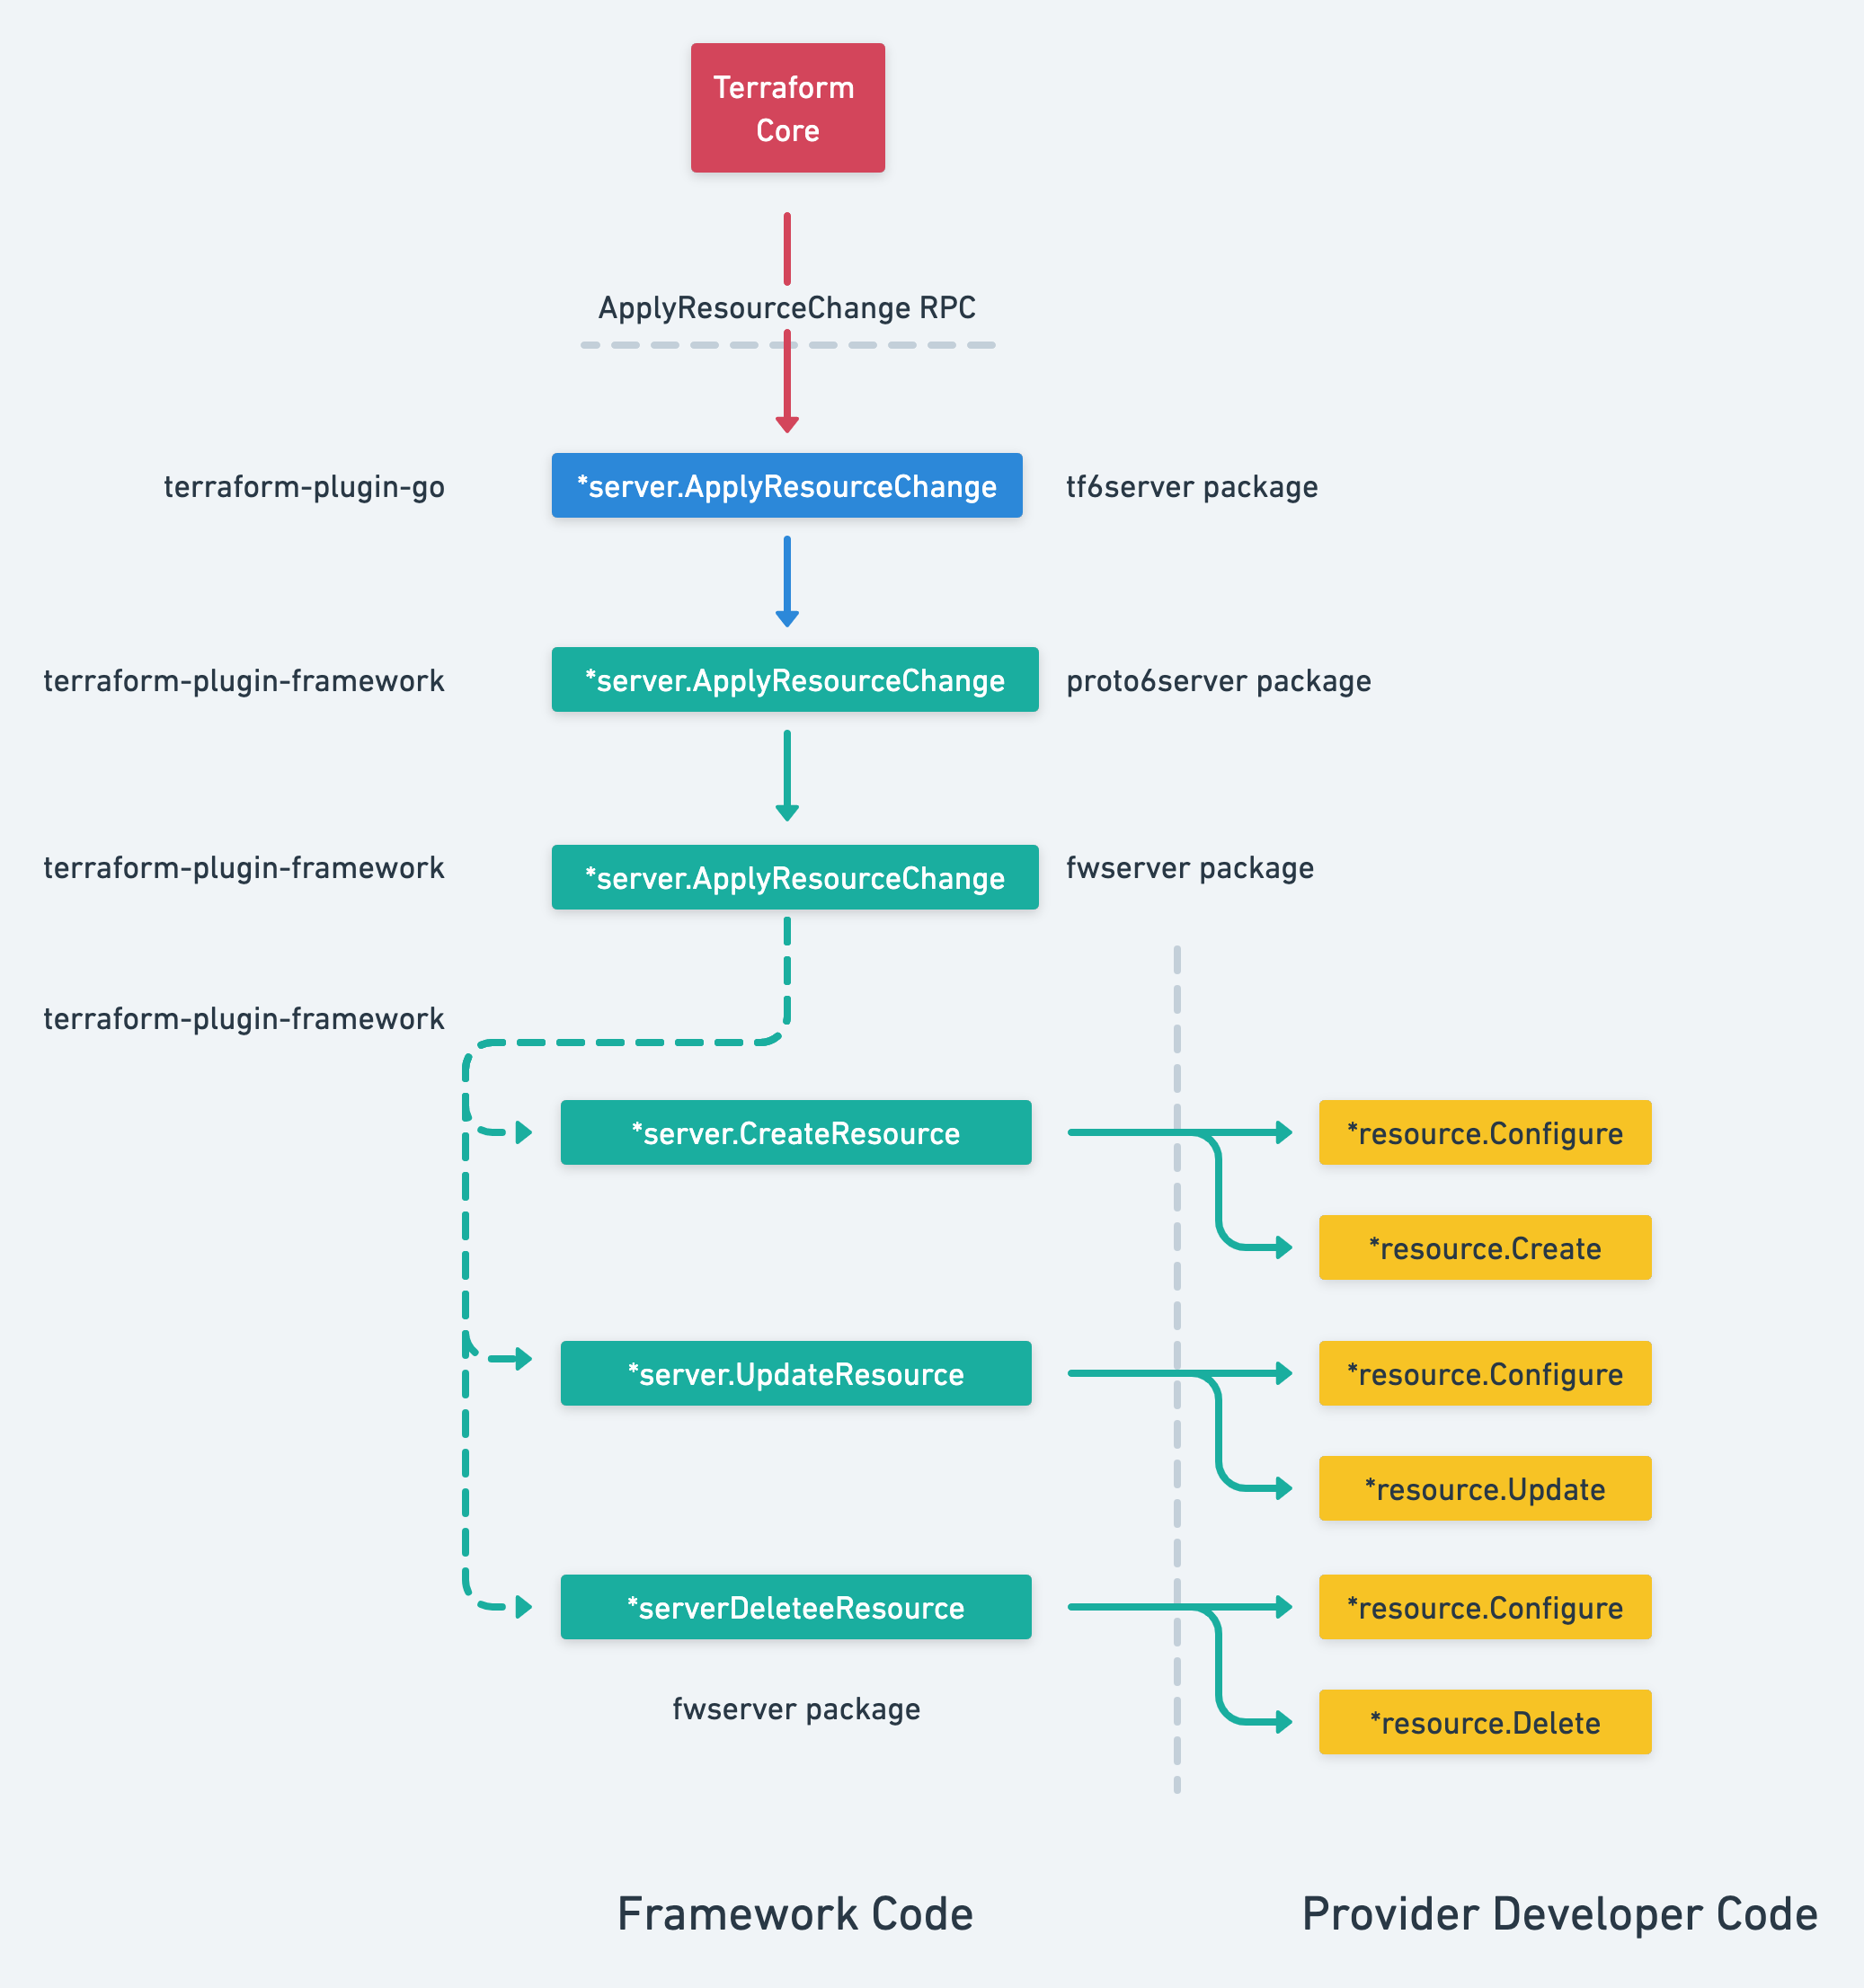 Terraform
Core
ApplyResourceChange RPC
terraform-plugin-go
*server.ApplyResourceChange
tf6server package
terraform-plugin-framework
*server.ApplyResourceChange
proto6server package
terraform-plugin-framework
*server.ApplyResourceChange
fwserver package
terraform-plugin-framework
*server.CreateResource
*resource.Configure
*resource.Create
*server.UpdateResource
*resource.Configure
*resource.Update
*serverDeleteeResource
*resource.Configure
fwserver package
*resource.Delete
Framework Code
Provider Developer Code